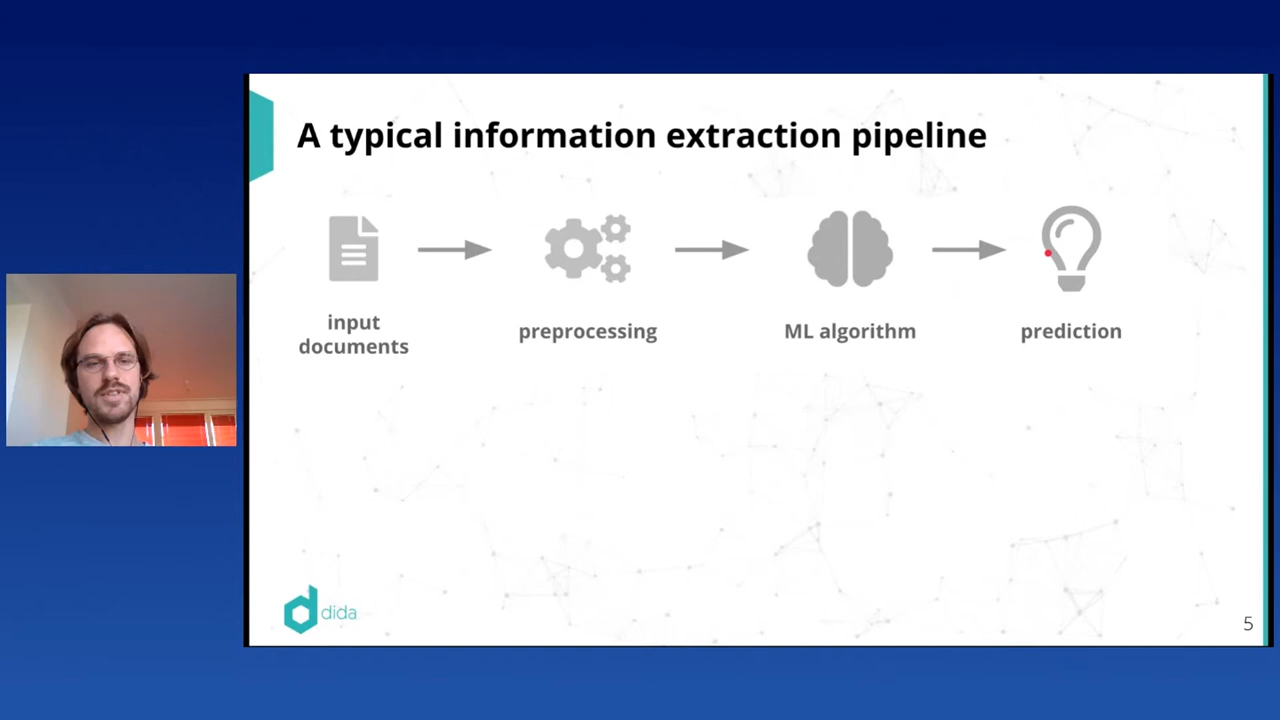 A typical information extraction pipeline
input
documents
preprocessing
ML algorithm
prediction
dida
5